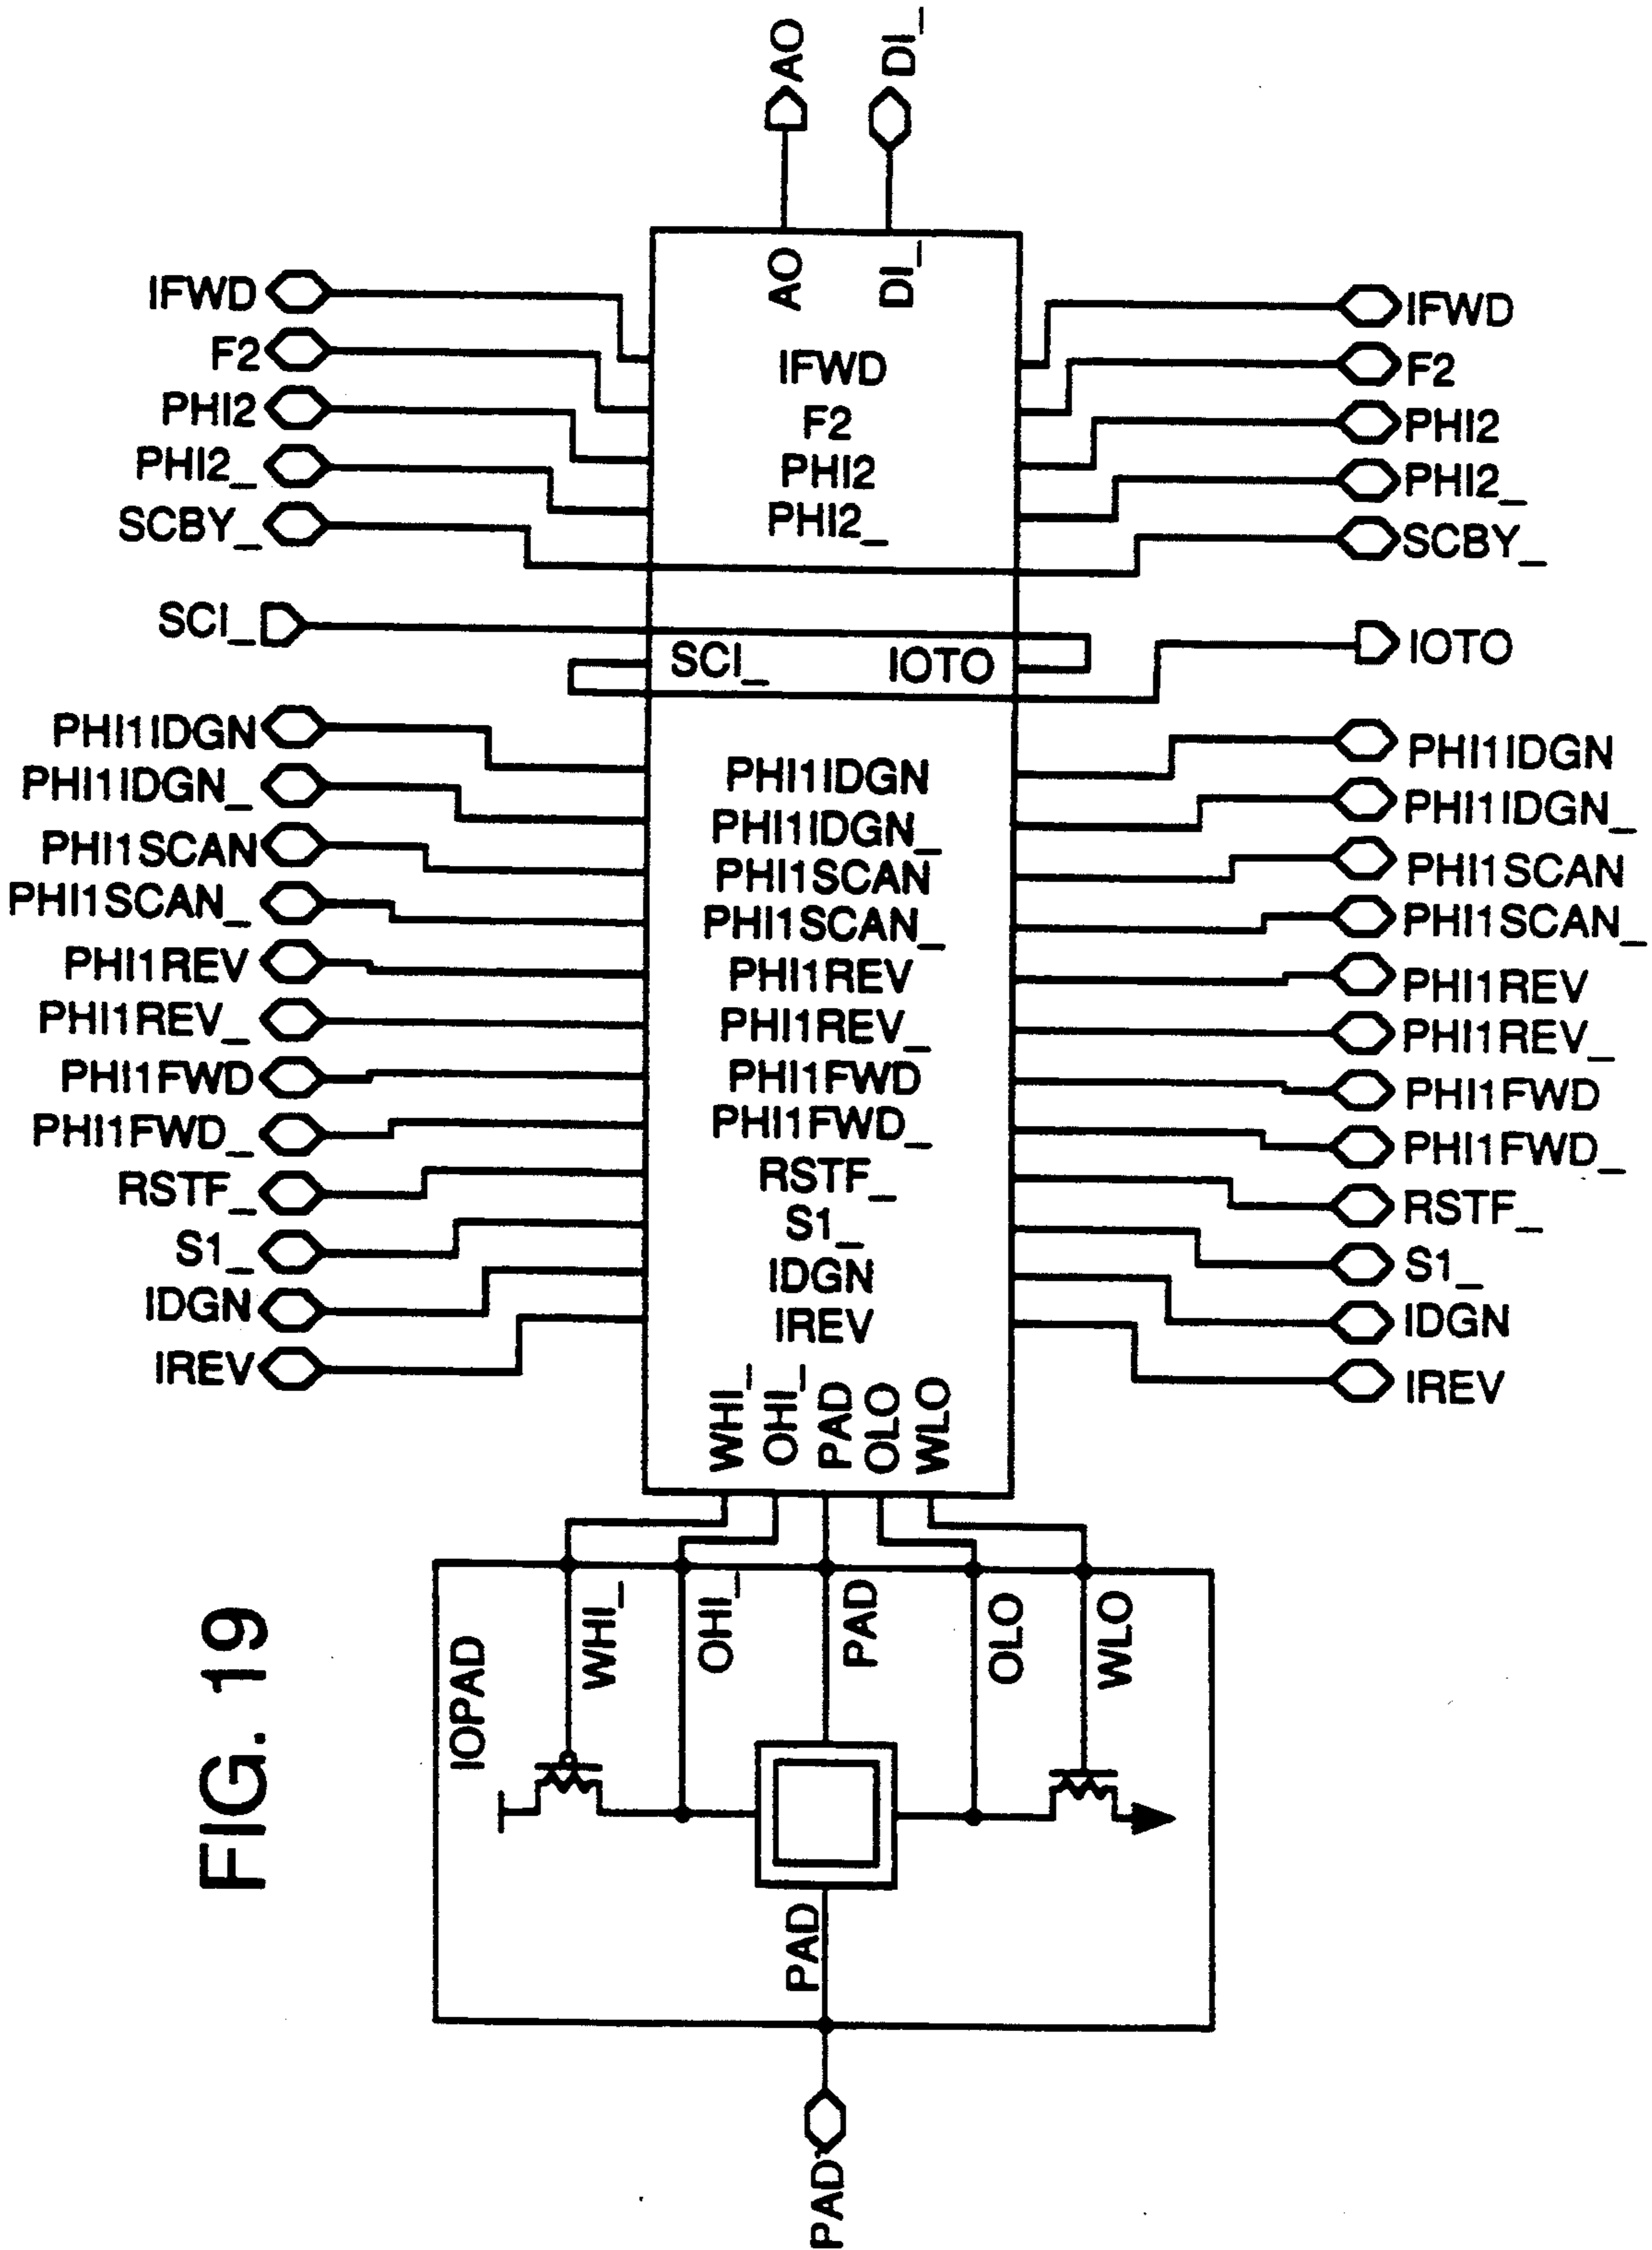 AO
DI_
IFWD
F2
PHI2
PHI2_
SCBY_
SCI_
PHI1IDGN
PHI1IDGN_
PHI1SCAN
PHI1SCAN_
PHI1REV
PHI1REV_
PHI1FWD
PHI1FWD_
RSTF_
S1_
IDGN
IREV
AO
DI_
IFWD
F2
PHI2
PHI2_
SCI_ IOTO
PHI1IDGN
PHI1IDGN_
PHI1SCAN
PHI1SCAN_
PHI1REV
PHI1REV_
PHI1FWD
PHI1FWD_
RSTF_
S1_
IDGN
IREV
WHI_
OHI_
PAD
OLO
WLO
IFWD
F2
PHI2
PHI2_
SCBY_
IOTO
PHI1IDGN
PHI1IDGN_
PHI1SCAN
PHI1SCAN_
PHI1REV
PHI1REV_
PHI1FWD
PHI1FWD_
RSTF_
S1_
IDGN
IREV
FIG. 19
IOPAD
WHI_
OHI_
PAD
OLO
WLO
PAD
PAD